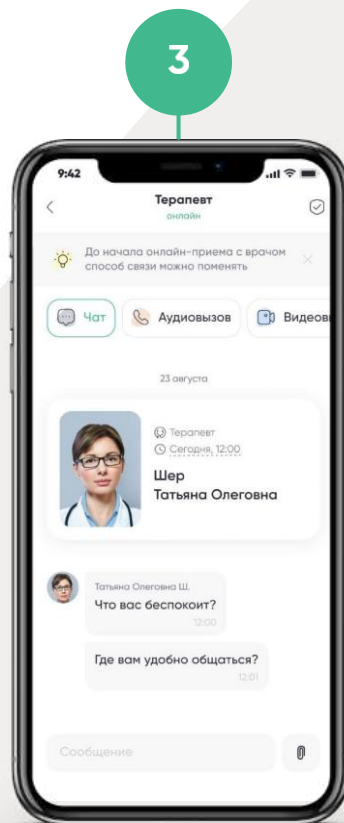 3
9:42
Терапевт
онлайн
До начала онлайн-приема с врачом
способ связи можно поменять
Чат
Аудиовызов
Видеов
23 августа
Терапевт
Сегодня, 12:00
Шер
Татьяна Олеговна
Татьяна Олеговна Ш.
Что вас беспокоит?
12:00
Где вам удобно общаться?
12:01
Сообщение